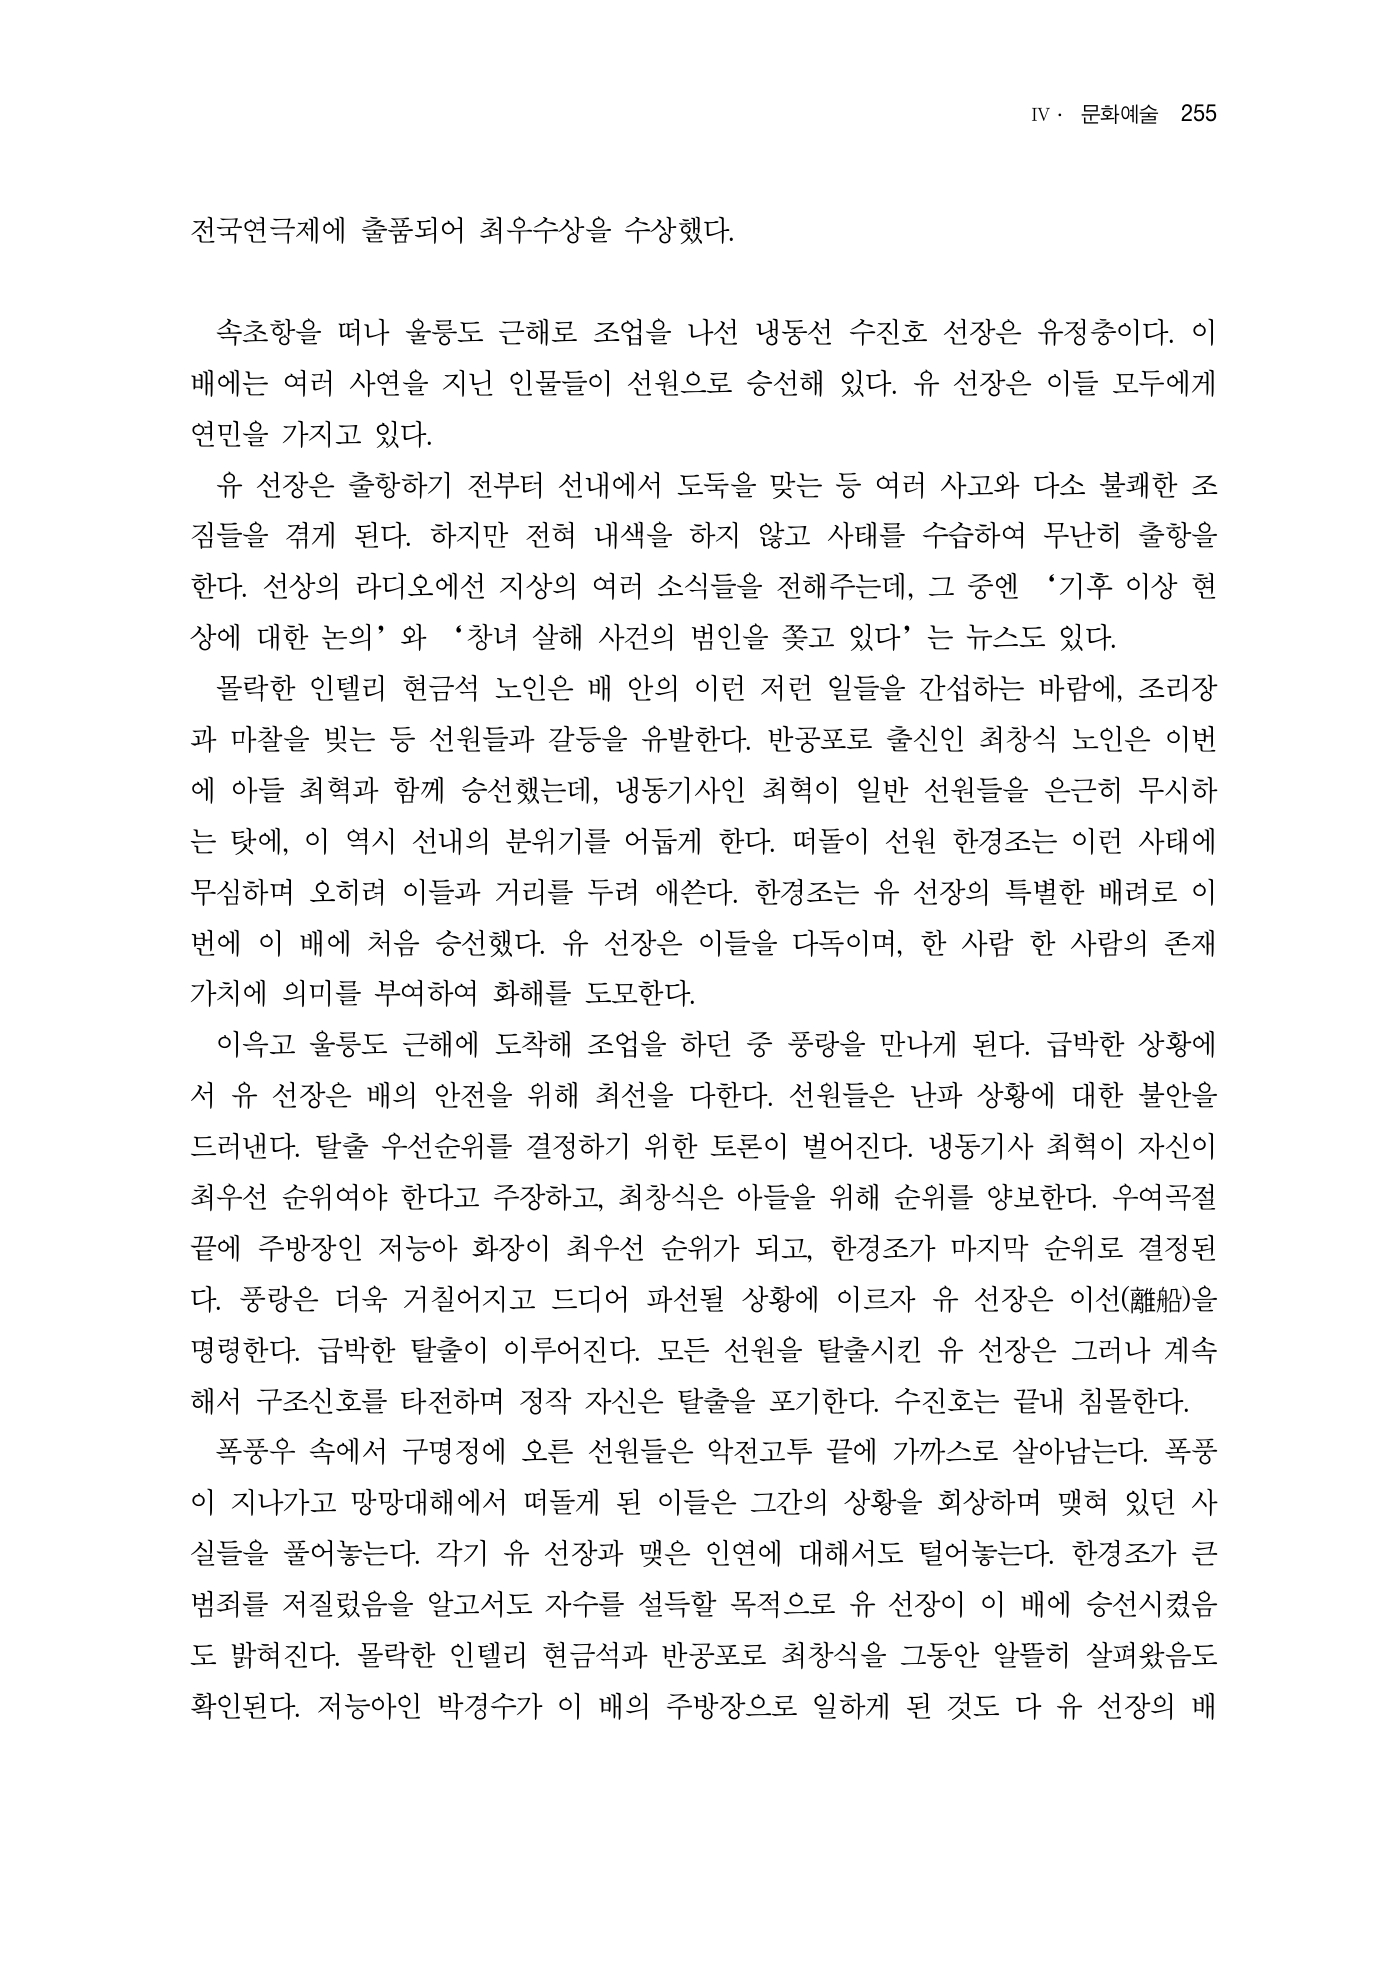 IV · 문화예술 255
전국연극제에 출품되어 최우수상을 수상했다.
속초항을 떠나 울릉도 근해로 조업을 나선 냉동선 수진호 선장은 유정충이다. 이
배에는 여러 사연을 지닌 인물들이 선원으로 승선해 있다. 유 선장은 이들 모두에게
연민을 가지고 있다.
유 선장은 출항하기 전부터 선내에서 도둑을 맞는 등 여러 사고와 다소 불쾌한 조
짐들을 겪게 된다. 하지만 전혀 내색을 하지 않고 사태를 수습하여 무난히 출항을
한다. 선상의 라디오에선 지상의 여러 소식들을 전해주는데, 그 중엔 ‘기후 이상 현
상에 대한 논의’와 ‘창녀 살해 사건의 범인을 쫓고 있다’는 뉴스도 있다.
몰락한 인텔리 현금석 노인은 배 안의 이런 저런 일들을 간섭하는 바람에, 조리장
과 마찰을 빚는 등 선원들과 갈등을 유발한다. 반공포로 출신인 최창식 노인은 이번
에 아들 최혁과 함께 승선했는데, 냉동기사인 최혁이 일반 선원들을 은근히 무시하
는 탓에, 이 역시 선내의 분위기를 어둡게 한다. 떠돌이 선원 한경조는 이런 사태에
무심하며 오히려 이들과 거리를 두려 애쓴다. 한경조는 유 선장의 특별한 배려로 이
번에 이 배에 처음 승선했다. 유 선장은 이들을 다독이며, 한 사람 한 사람의 존재
가치에 의미를 부여하여 화해를 도모한다.
이윽고 울릉도 근해에 도착해 조업을 하던 중 풍랑을 만나게 된다. 급박한 상황에
서 유 선장은 배의 안전을 위해 최선을 다한다. 선원들은 난파 상황에 대한 불안을
드러낸다. 탈출 우선순위를 결정하기 위한 토론이 벌어진다. 냉동기사 최혁이 자신이
최우선 순위여야 한다고 주장하고, 최창식은 아들을 위해 순위를 양보한다. 우여곡절
끝에 주방장인 저능아 화장이 최우선 순위가 되고, 한경조가 마지막 순위로 결정된
다. 풍랑은 더욱 거칠어지고 드디어 파선될 상황에 이르자 유 선장은 이선(離船)을
명령한다. 급박한 탈출이 이루어진다. 모든 선원을 탈출시킨 유 선장은 그러나 계속
해서 구조신호를 타전하며 정작 자신은 탈출을 포기한다. 수진호는 끝내 침몰한다.
폭풍우 속에서 구명정에 오른 선원들은 악전고투 끝에 가까스로 살아남는다. 폭풍
이 지나가고 망망대해에서 떠돌게 된 이들은 그간의 상황을 회상하며 맺혀 있던 사
실들을 풀어놓는다. 각기 유 선장과 맺은 인연에 대해서도 털어놓는다. 한경조가 큰
범죄를 저질렀음을 알고서도 자수를 설득할 목적으로 유 선장이 이 배에 승선시켰음
도 밝혀진다. 몰락한 인텔리 현금석과 반공포로 최창식을 그동안 알뜰히 살펴왔음도
확인된다. 저능아인 박경수가 이 배의 주방장으로 일하게 된 것도 다 유 선장의 배